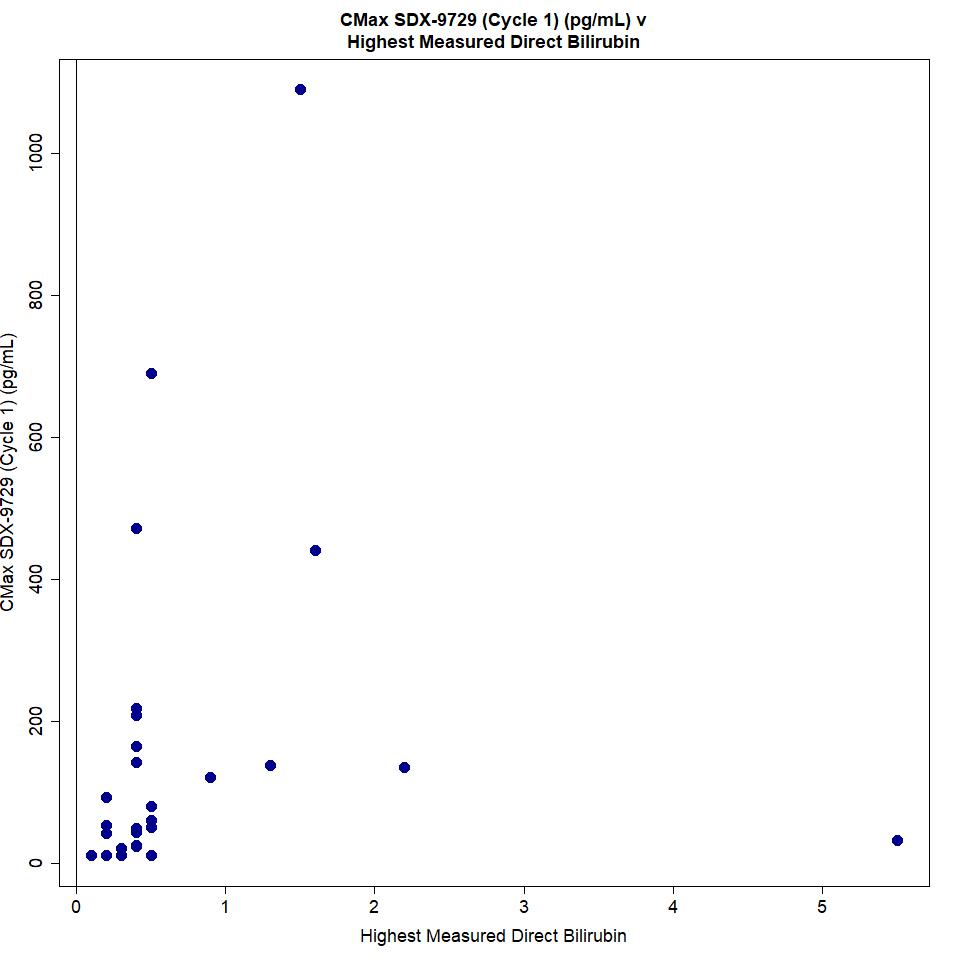 CMax SDX-9729 (Cycle 1) (pg/mL) v
Highest Measured Direct Bilirubin
CMax SDX-9729 (Cycle 1) (pg/mL)
1000
800
600
400
200
0
0 1 2 3 4 5
Highest Measured Direct Bilirubin